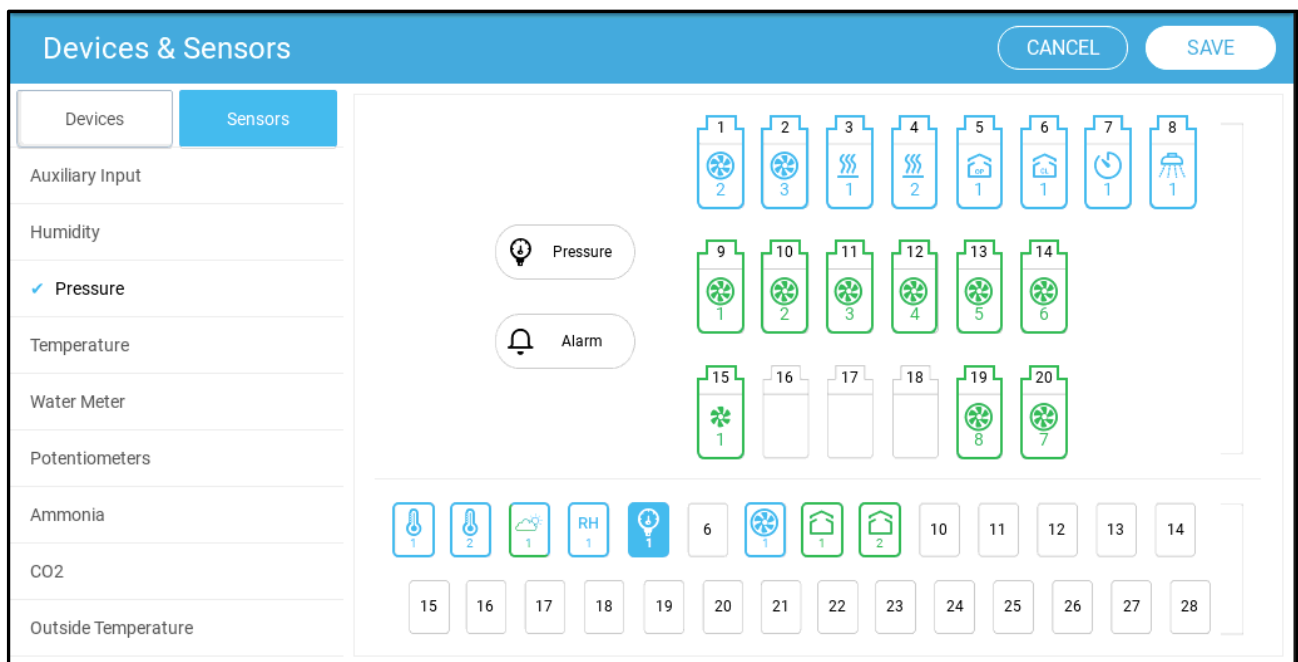 Devices & Sensors
CANCEL
SAVE
Devices
Sensors
Auxiliary Input
Humidity
Pressure
Temperature
Water Meter
Potentiometers
Ammonia
CO2
Outside Temperature
Pressure
Alarm
1 2 3 4 5 6 7 8
OP CL
2 3 1 2 1 1 1 1
9 10 11 12 13 14
1 2 3 4 5 6
15 16 17 18 19 20
1 8 7
RH 6 10 11 12 13 14
1 2 1 1 1 1 1 2
15 16 17 18 19 20 21 22 23 24 25 26 27 28